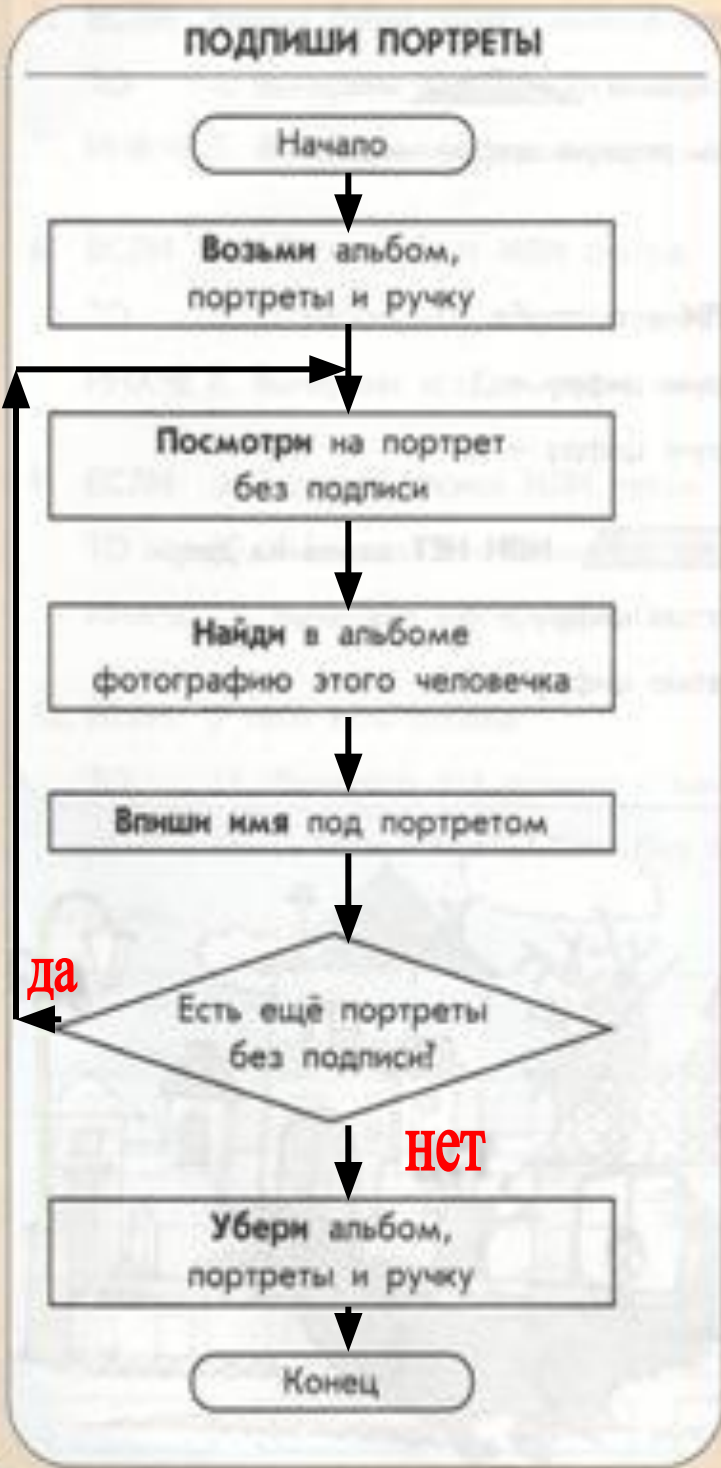 ПОДПИШИ ПОРТРЕТЫ
Начало
Возьми альбом,
портреты и ручку
Посмотри на портрет
без подписи
Найди в альбоме
фотографию этого человечка
Впиши имя под портретом
да
Есть ещё портреты
без подписи?
нет
Убери альбом,
портреты и ручку
Конец